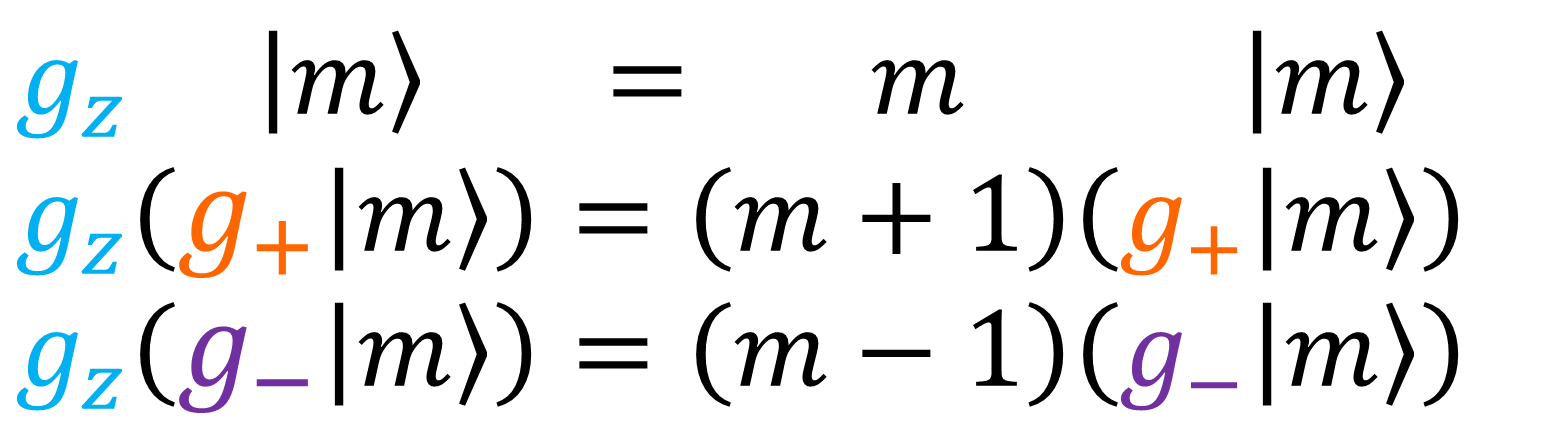 g_z |m⟩ = m |m⟩
g_z(g_+|m⟩) = (m + 1)(g_+|m⟩)
g_z(g_−|m⟩) = (m − 1)(g_−|m⟩)